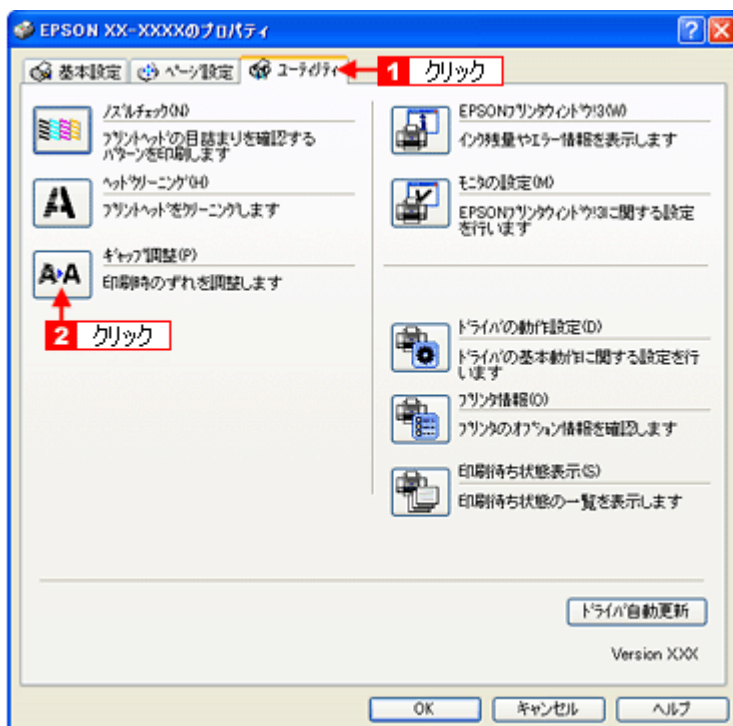 EPSON XX-XXXXのプロパティ
基本設定
ページ設定
ユーティリティ
1 クリック
ノズルチェック(N)
プリントヘッドの目詰まりを確認する
パターンを印刷します
ヘッドクリーニング(H)
プリントヘッドをクリーニングします
ギャップ調整(P)
印刷時のずれを調整します
2 クリック
EPSONプリンタウィンドウ!3(W)
インク残量やエラー情報を表示します
モニタの設定(M)
EPSONプリンタウィンドウ!3に関する設定
を行います
ドライバの動作設定(D)
ドライバの基本動作に関する設定を行
います
プリンタ情報(O)
プリンタのオプション情報を確認します
印刷待ち状態表示(S)
印刷待ち状態の一覧を表示します
ドライバ自動更新
Version XXX
OK
キャンセル
ヘルプ